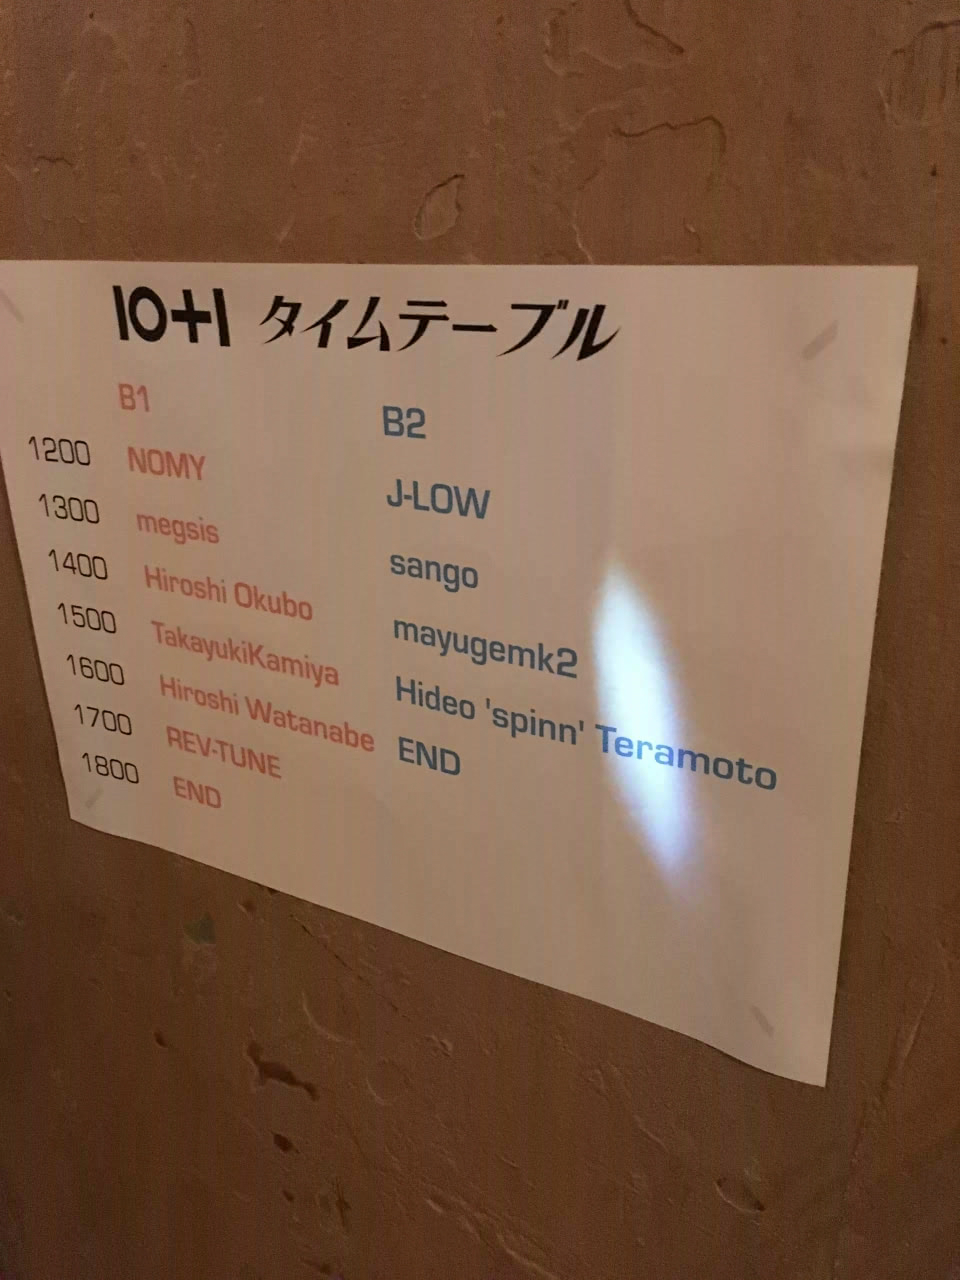 10+1 タイムテーブル
B1 B2
1200 NOMY J-LOW
1300 megsis sango
1400 Hiroshi Okubo mayugemk2
1500 TakayukiKamiya Hideo 'spinn' Teramoto
1600 Hiroshi Watanabe END
1700 REV-TUNE
1800 END